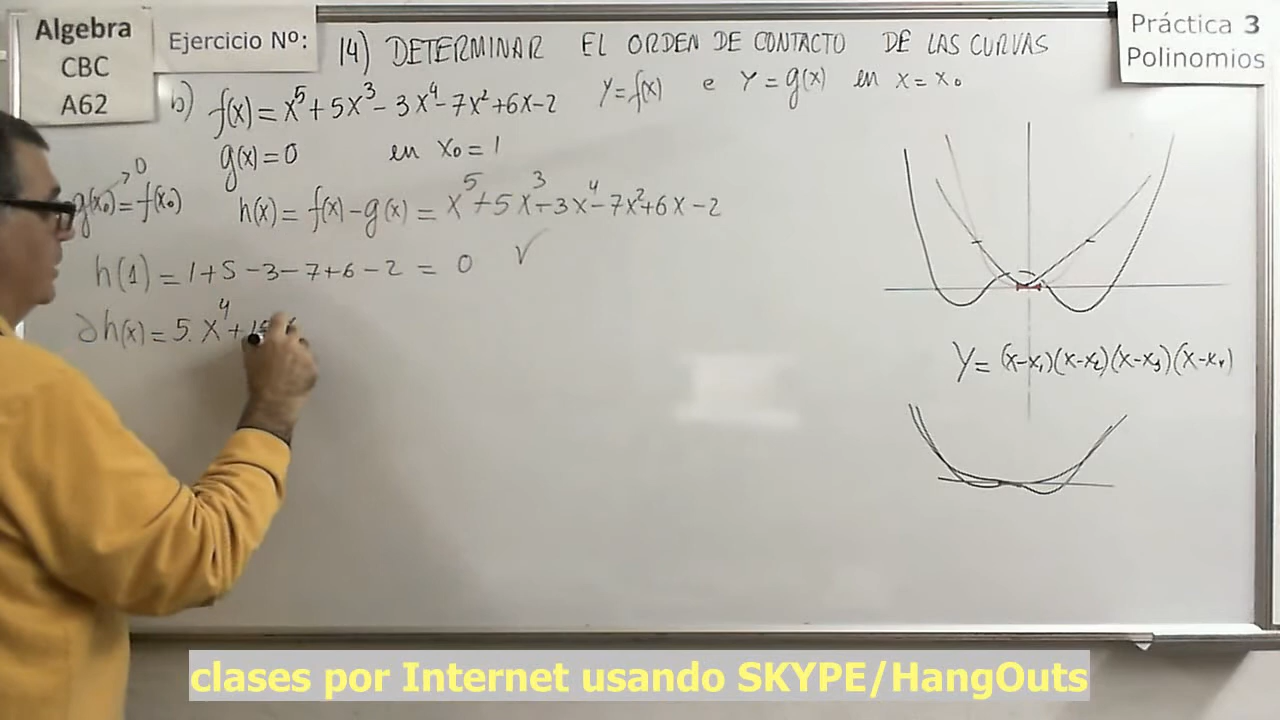 Algebra
CBC
A62
Ejercicio Nº:
Práctica 3
Polinomios
14) DETERMINAR EL ORDEN DE CONTACTO DE LAS CURVAS
y=f(x) e y=g(x) en x=x₀
b) f(x)=x⁵+5x³-3x⁴-7x²+6x-2
g(x)=0 en x₀=1
g(x₀)=f(x₀)
0
h(x)=f(x)-g(x)=x⁵+5x³-3x⁴-7x²+6x-2
h(1)=1+5-3-7+6-2=0 √
∂h(x)=5.x⁴+
y=(x-x₁)(x-x₂)(x-x₃)(x-x₄)
clases por Internet usando SKYPE/HangOuts